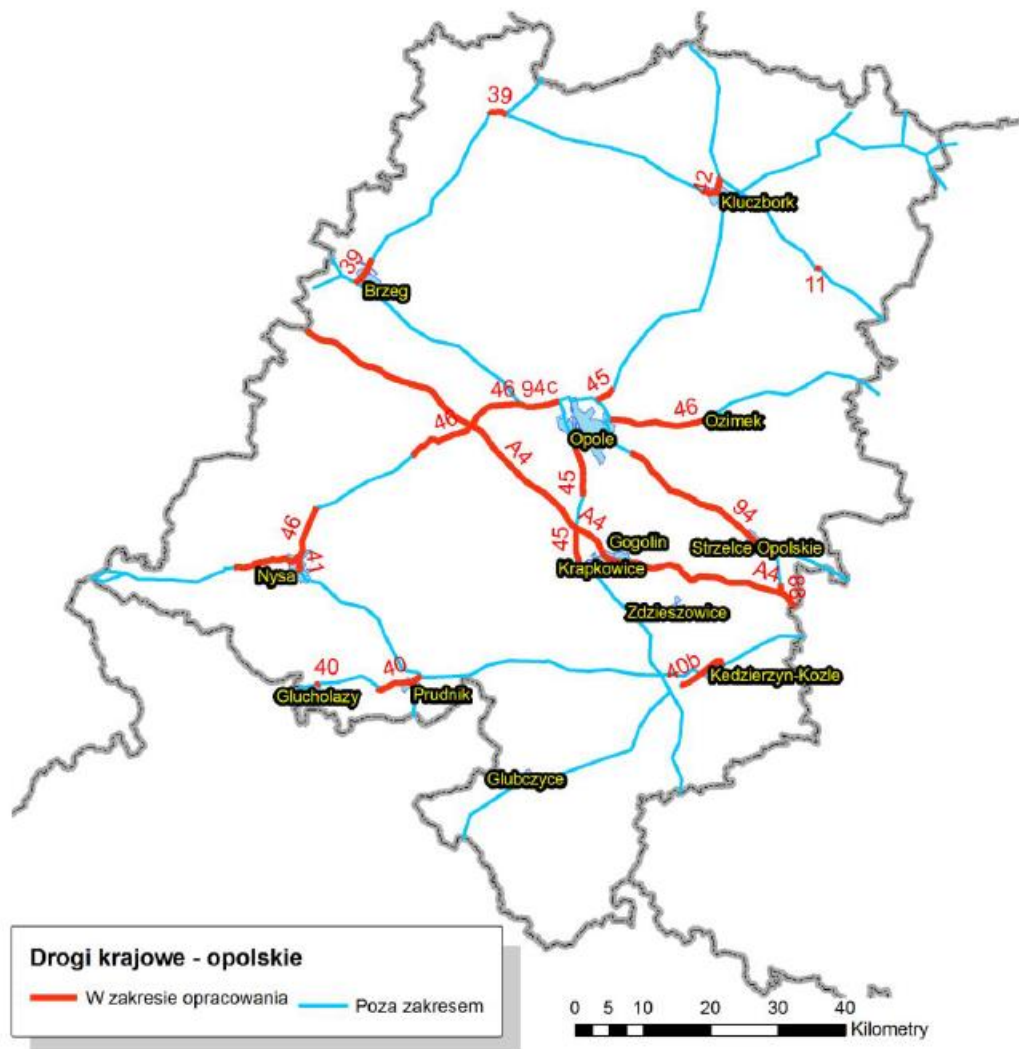 39
42
Kluczbork
39
Brzeg
11
46 94c
45
46
46
Ozimek
Opole
A4
45
94
46
A4
45
Gogolin
Strzelce Opolskie
41
Nysa
Krapkowice
A4
88
Zdzieszowice
40
40
40b
Kedzierzyn-Kozle
Glucholazy
Prudnik
Glubczyce
Drogi krajowe - opolskie
W zakresie opracowania
Poza zakresem
0 5 10 20 30 40
Kilometry